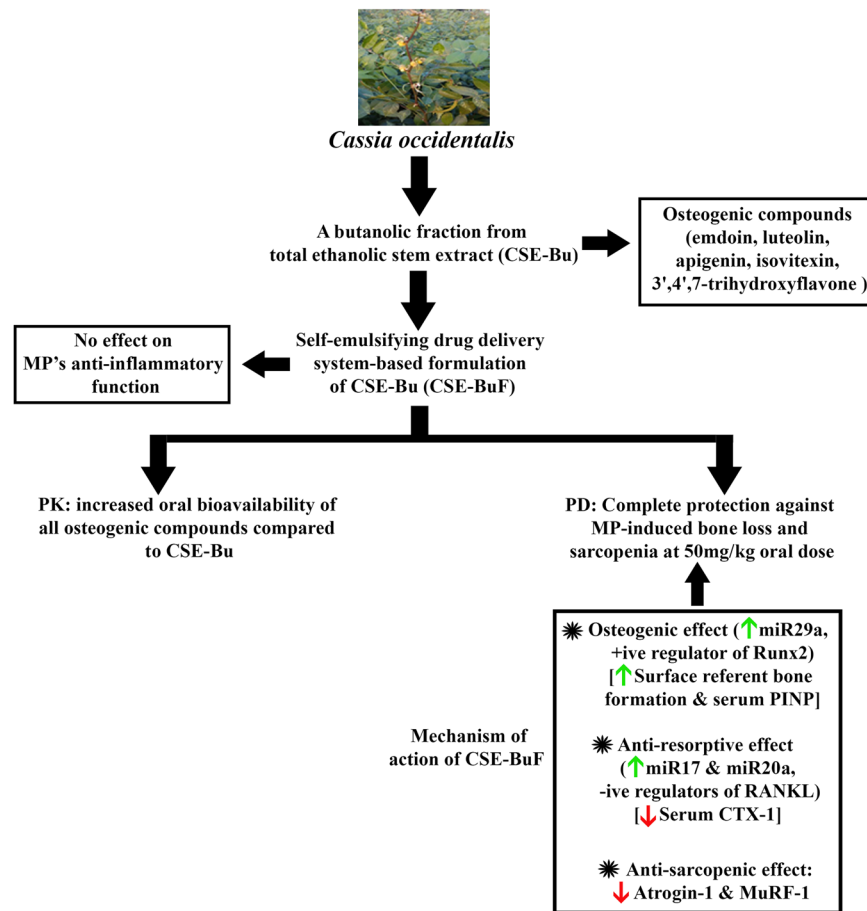 Cassia occidentalis
A butanolic fraction from
total ethanolic stem extract (CSE-Bu)
Osteogenic compounds
(emdoin, luteolin,
apigenin, isovitexin,
3',4',7-trihydroxyflavone )
No effect on
MP's anti-inflammatory
function
Self-emulsifying drug delivery
system-based formulation
of CSE-Bu (CSE-BuF)
PK: increased oral bioavailability of
all osteogenic compounds compared
to CSE-Bu
PD: Complete protection against
MP-induced bone loss and
sarcopenia at 50mg/kg oral dose
Mechanism of
action of CSE-BuF
Osteogenic effect (↑miR29a,
+ive regulator of Runx2)
[↑Surface referent bone
formation & serum PINP]
Anti-resorptive effect
(↑miR17 & miR20a,
-ive regulators of RANKL)
[↓ Serum CTX-1]
Anti-sarcopenic effect:
↓ Atrogin-1 & MuRF-1